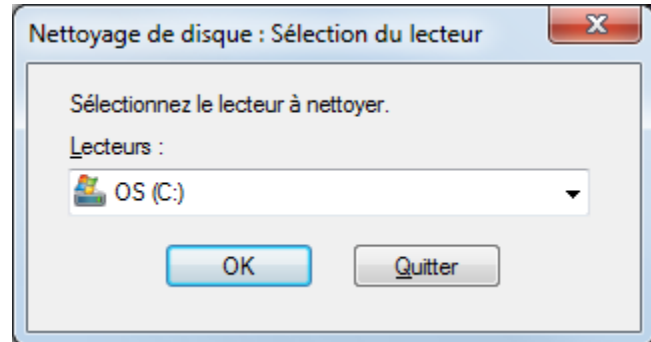 Nettoyage de disque : Sélection du lecteur
Sélectionnez le lecteur à nettoyer.
Lecteurs :
OS (C:)
OK Quitter